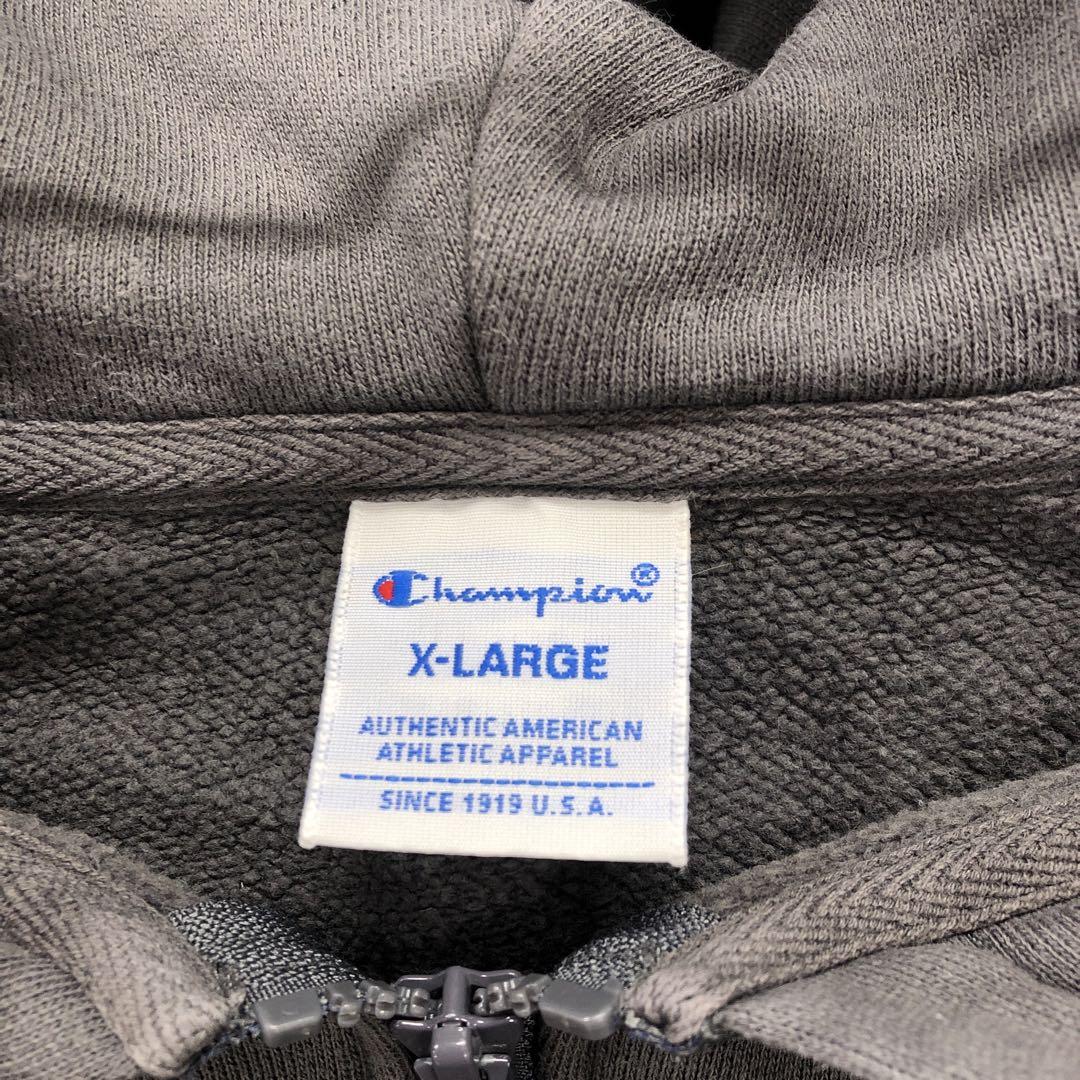 Champion®
X-LARGE
AUTHENTIC AMERICAN
ATHLETIC APPAREL
SINCE 1919 U.S.A.